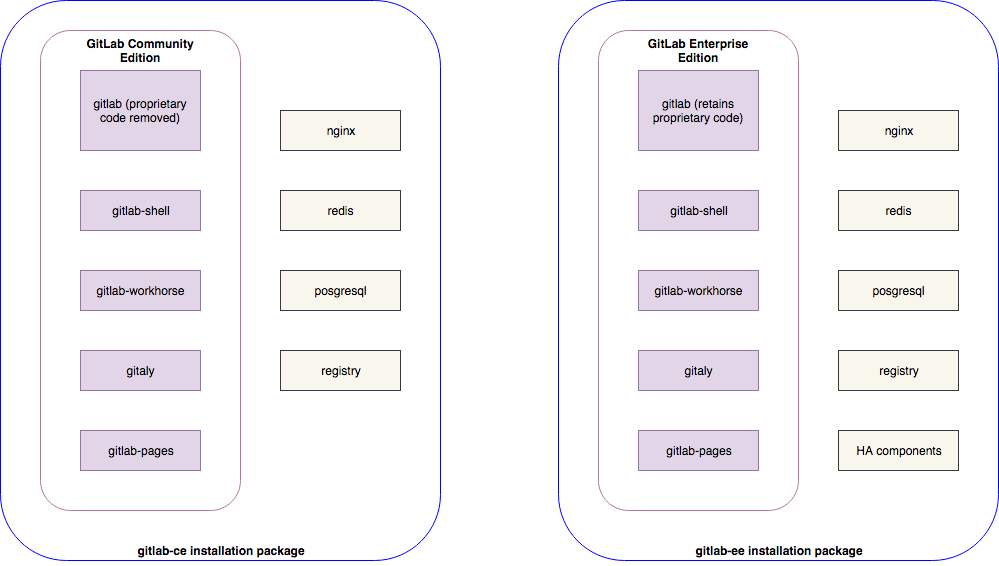 GitLab Community
Edition
gitlab (proprietary
code removed)
gitlab-shell
gitlab-workhorse
gitaly
gitlab-pages
nginx
redis
posgresql
registry
gitlab-ce installation package
GitLab Enterprise
Edition
gitlab (retains
proprietary code)
gitlab-shell
gitlab-workhorse
gitaly
gitlab-pages
nginx
redis
posgresql
registry
HA components
gitlab-ee installation package